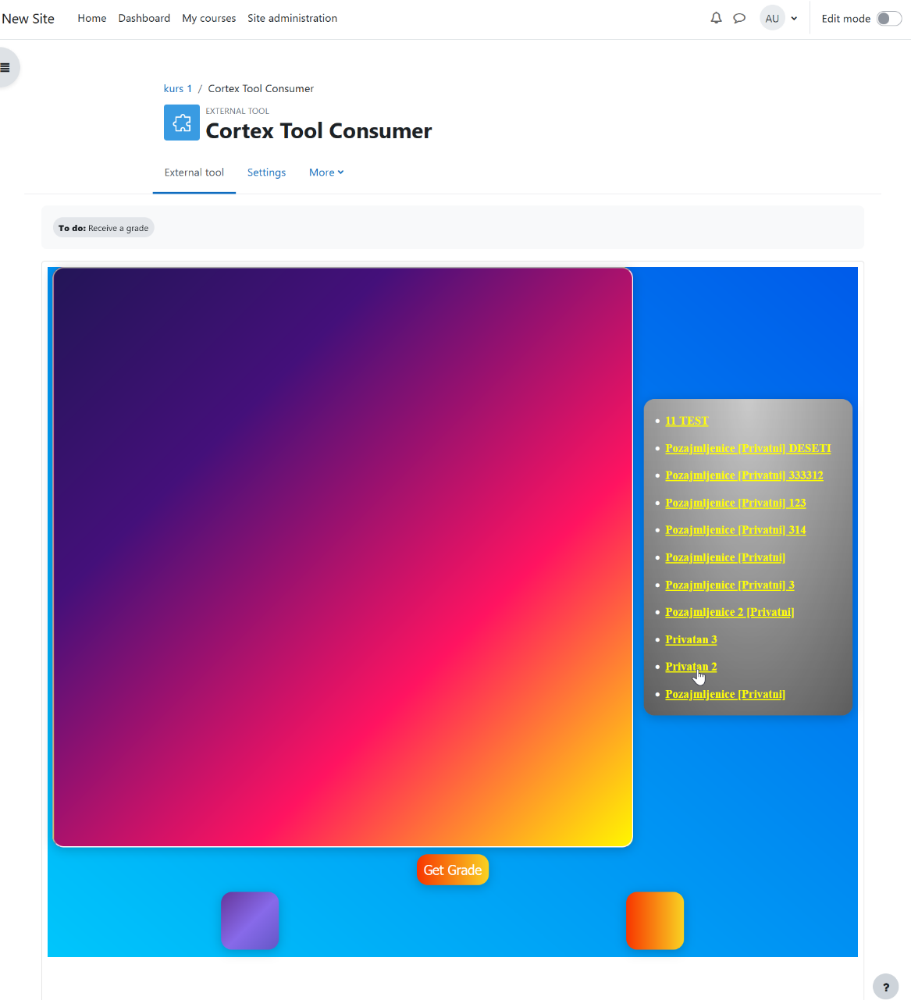 New Site Home Dashboard My courses Site administration AU Edit mode
kurs 1 / Cortex Tool Consumer
EXTERNAL TOOL
Cortex Tool Consumer
External tool Settings More
To do: Receive a grade
11 TEST
Pozajmljenice [Privatni] DESETI
Pozajmljenice [Privatni] 333312
Pozajmljenice [Privatni] 123
Pozajmljenice [Privatni] 314
Pozajmljenice [Privatni]
Pozajmljenice [Privatni] 3
Pozajmljenice 2 [Privatni]
Privatan 3
Privatan 2
Pozajmljenice [Privatni]
Get Grade
?